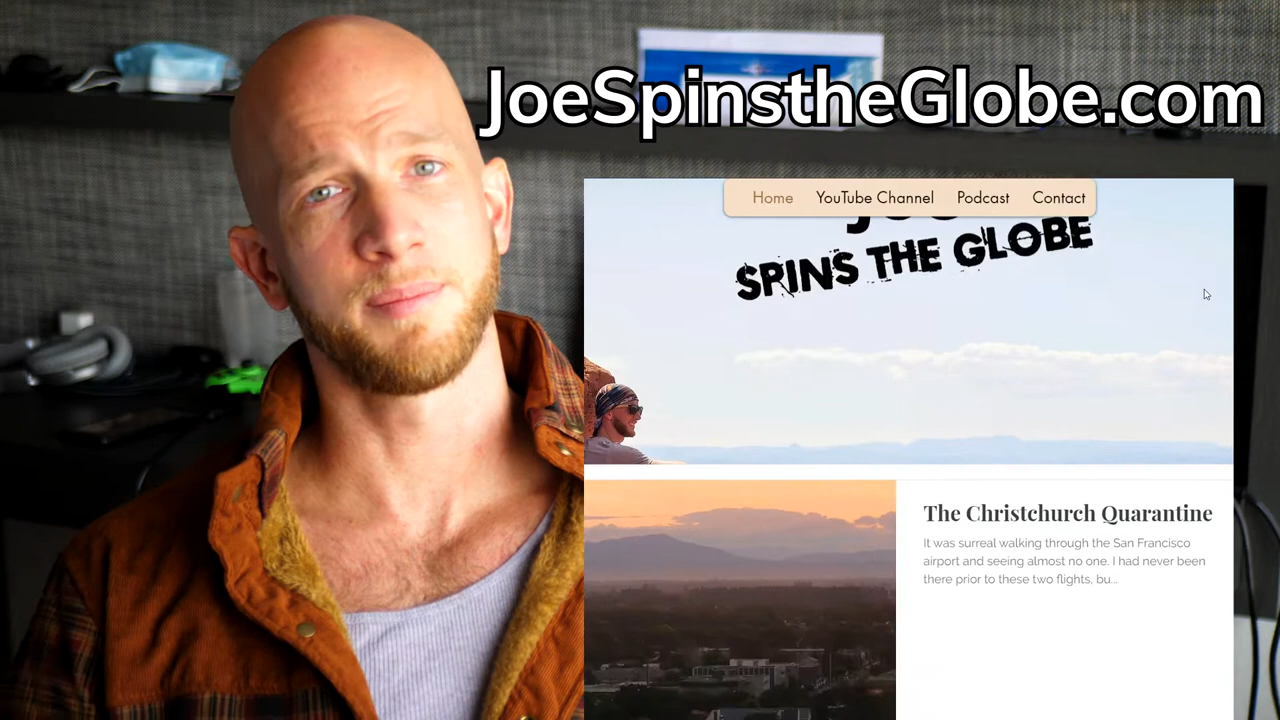 JoeSpinstheGlobe.com
Home YouTube Channel Podcast Contact
SPINS THE GLOBE
The Christchurch Quarantine
It was surreal walking through the San Francisco
airport and seeing almost no one. I had never been
there prior to these two flights, bu...